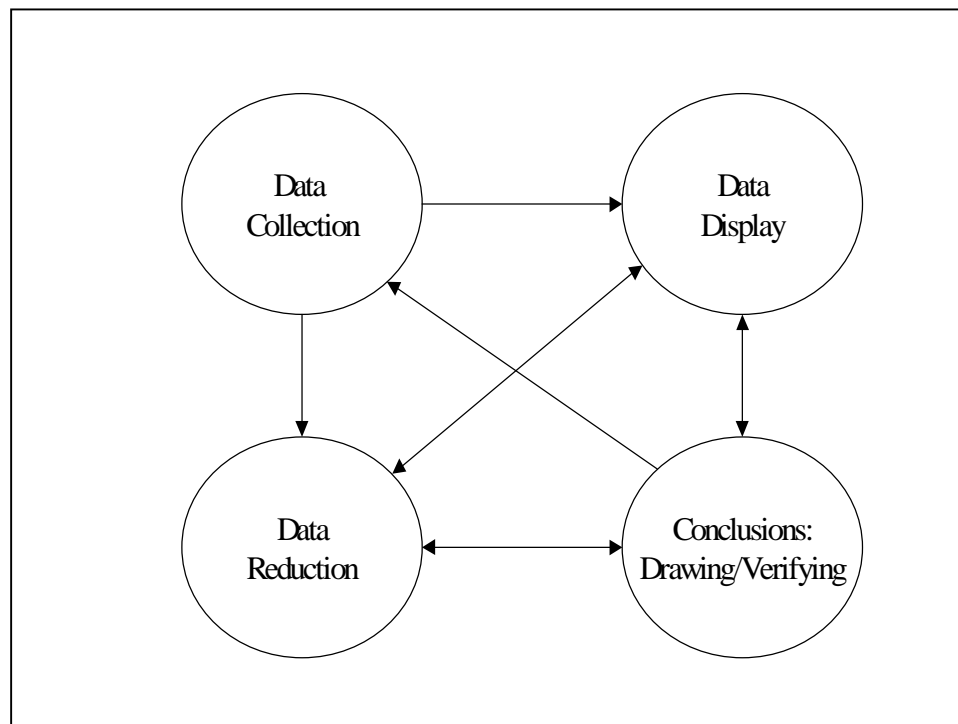 Data
Collection
Data
Display
Data
Reduction
Conclusions:
Drawing/Verifying